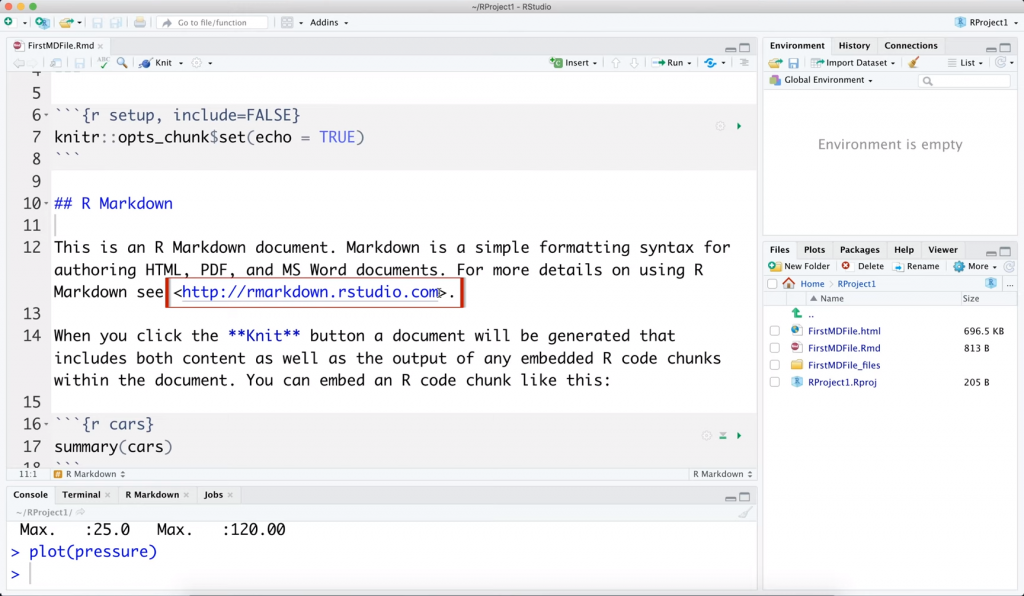 ~/RProject1 - RStudio
Go to file/function
Addins
RProject1
FirstMDFile.Rmd
ABC
Knit
Insert
Run
4
5
6 ```{r setup, include=FALSE}
7 knitr::opts_chunk$set(echo = TRUE)
8 ```
9
10 ## R Markdown
11
12 This is an R Markdown document. Markdown is a simple formatting syntax for
authoring HTML, PDF, and MS Word documents. For more details on using R
Markdown see <http://rmarkdown.rstudio.com>.
13
14 When you click the **Knit** button a document will be generated that
includes both content as well as the output of any embedded R code chunks
within the document. You can embed an R code chunk like this:
15
16 ```{r cars}
17 summary(cars)
18 ```
11:1 R Markdown R Markdown
Console Terminal R Markdown Jobs
~/RProject1/
Max. :25.0 Max. :120.00
> plot(pressure)
>
Environment History Connections
Import Dataset List
Global Environment
Environment is empty
Files Plots Packages Help Viewer
New Folder Delete Rename More
Home RProject1 ...
Name Size
..
FirstMDFile.html 696.5 KB
FirstMDFile.Rmd 813 B
FirstMDFile_files
RProject1.Rproj 205 B